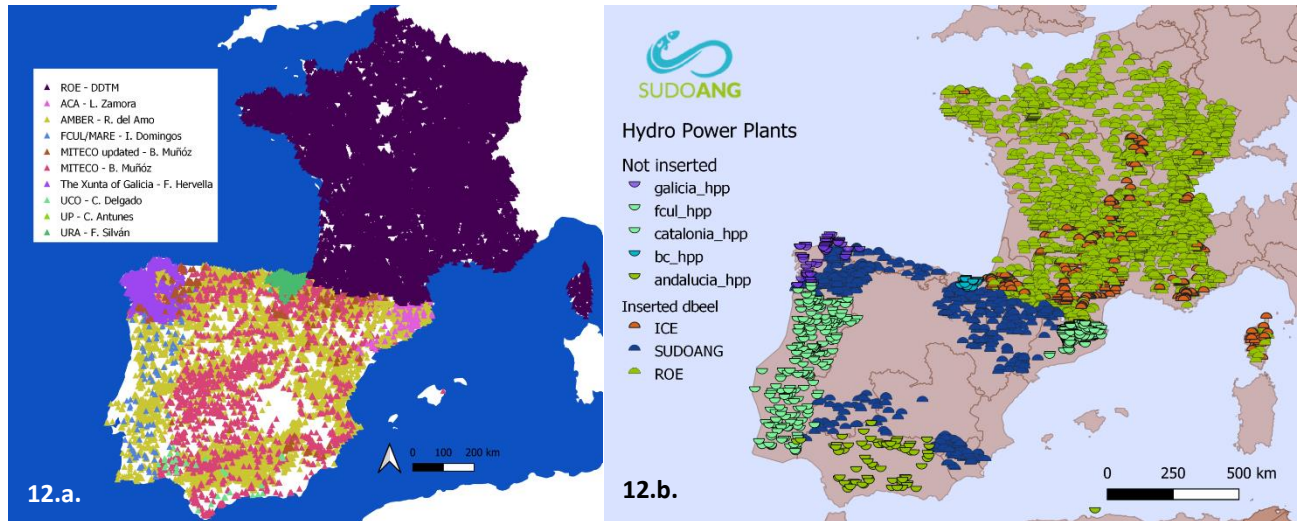 ROE - DDTM
ACA - L. Zamora
AMBER - R. del Amo
FCUL/MARE - I. Domingos
MITECO updated - B. Muñóz
MITECO - B. Muñóz
The Xunta of Galicia - F. Hervella
UCO - C. Delgado
UP - C. Antunes
URA - F. Silván
0 100 200 km
12.a.
SUDOANG
Hydro Power Plants
Not inserted
galicia_hpp
fcul_hpp
catalonia_hpp
bc_hpp
andalucia_hpp
Inserted dbeel
ICE
SUDOANG
ROE
0 250 500 km
12.b.